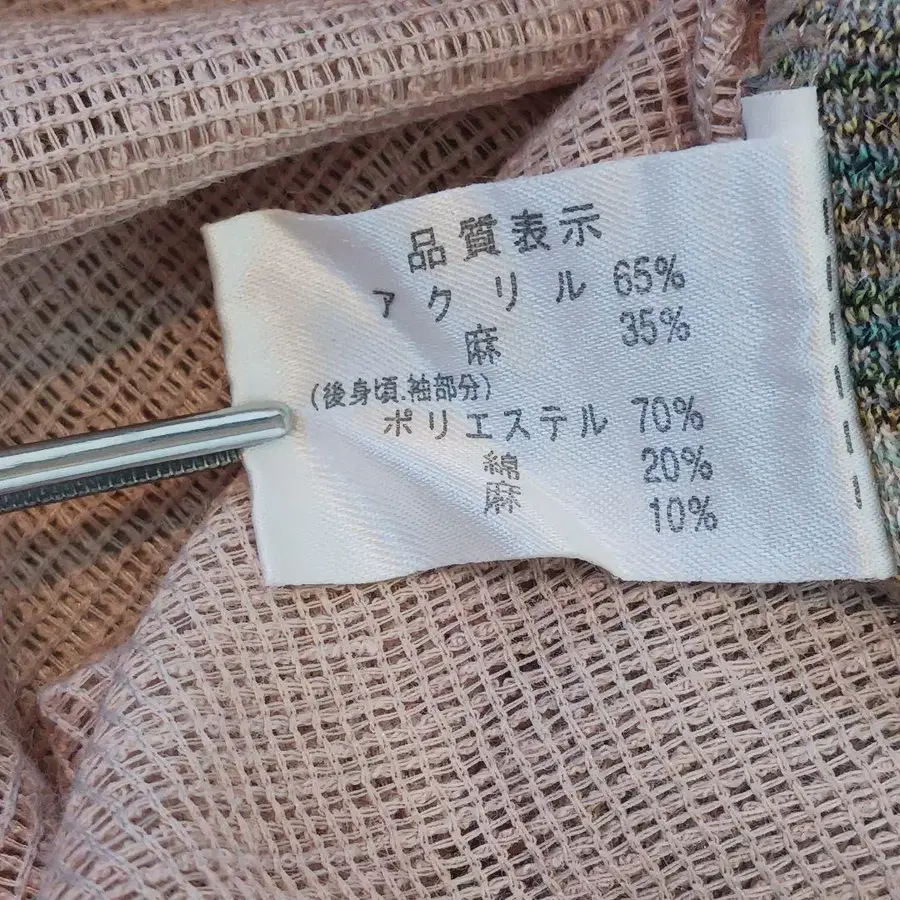 品質表示
アクリル 65%
麻 35%
(後身頃.袖部分)
ポリエステル 70%
綿 20%
麻 10%